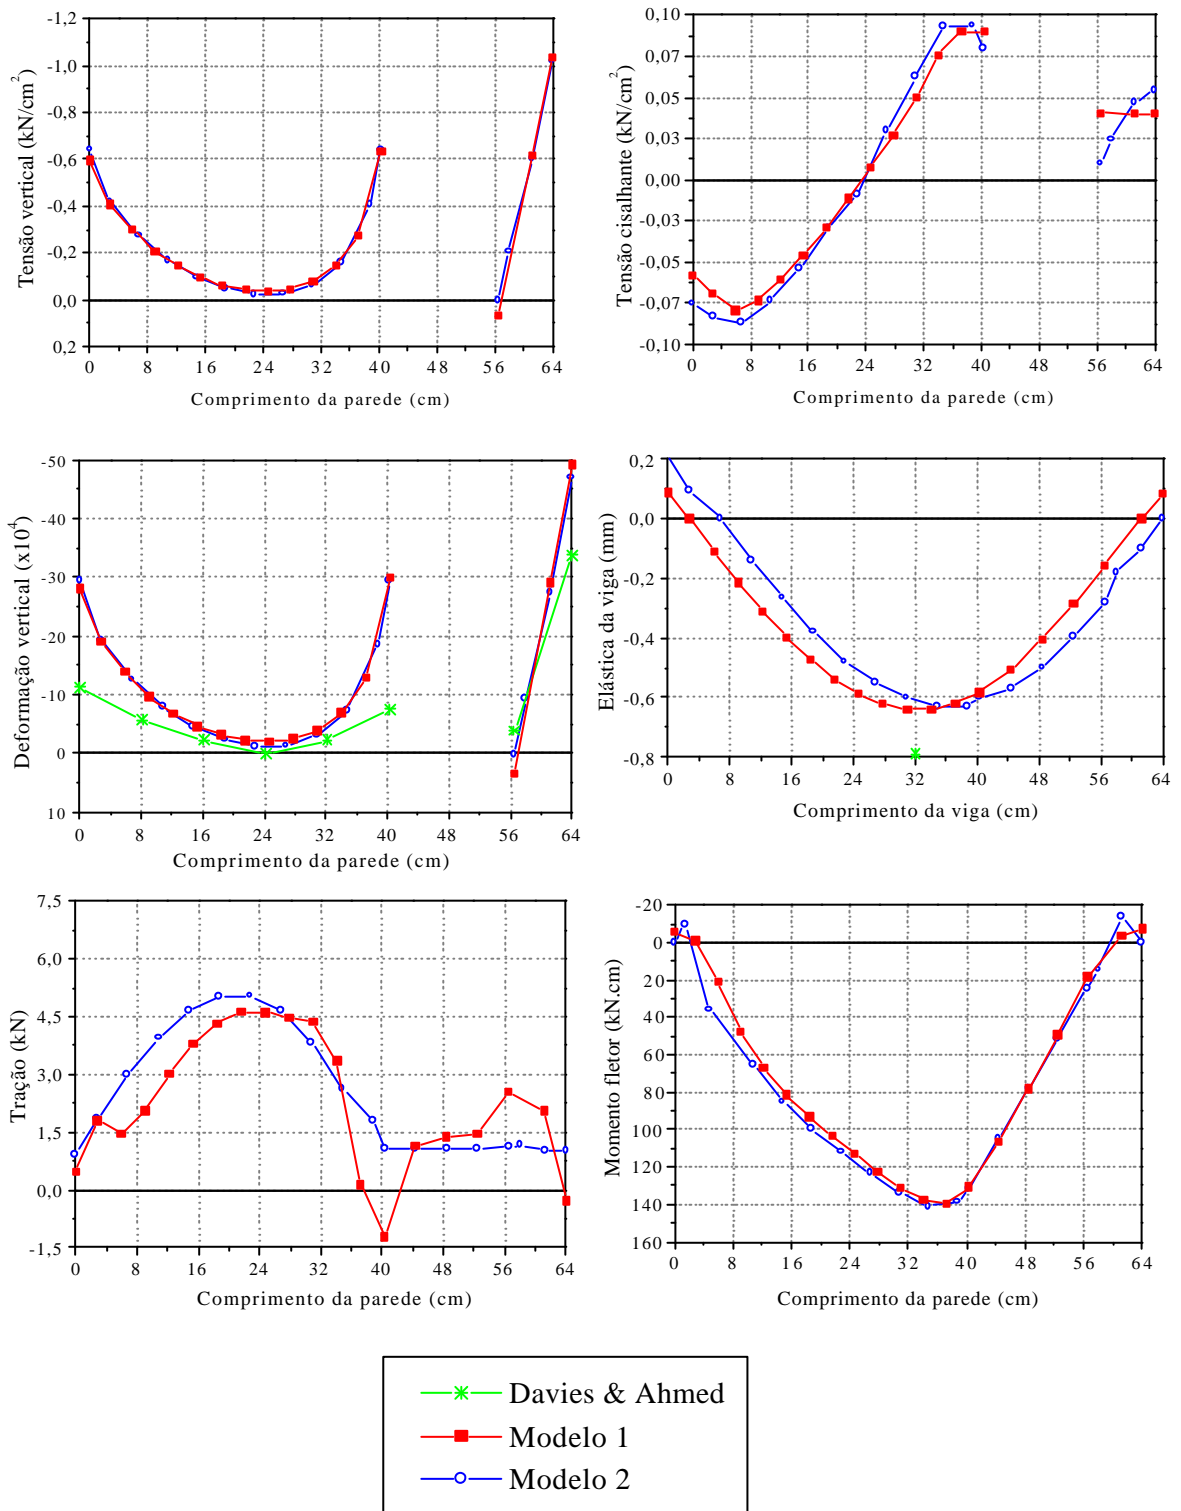 Tensão vertical (kN/cm²)
-1,2
-1,0
-0,8
-0,6
-0,4
-0,2
0,0
0,2
0 8 16 24 32 40 48 56 64
Comprimento da parede (cm)
Tensão cisalhante (kN/cm²)
0,10
0,07
0,05
0,03
0,00
-0,03
-0,05
-0,07
-0,10
0 8 16 24 32 40 48 56 64
Comprimento da parede (cm)
Deformação vertical (x10⁴)
-50
-40
-30
-20
-10
0
10
0 8 16 24 32 40 48 56 64
Comprimento da parede (cm)
Elástica da viga (mm)
0,2
0,0
-0,2
-0,4
-0,6
-0,8
0 8 16 24 32 40 48 56 64
Comprimento da viga (cm)
Tração (kN)
7,5
6,0
4,5
3,0
1,5
0,0
-1,5
0 8 16 24 32 40 48 56 64
Comprimento da parede (cm)
Momento fletor (kN.cm)
-20
0
20
40
60
80
100
120
140
160
0 8 16 24 32 40 48 56 64
Comprimento da parede (cm)
Davies & Ahmed
Modelo 1
Modelo 2